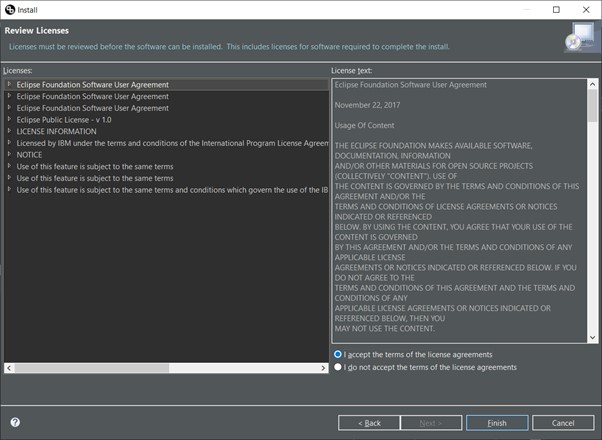 Install
Review Licenses
Licenses must be reviewed before the software can be installed.  This includes licenses for software required to complete the install.
Licenses:
Eclipse Foundation Software User Agreement
Eclipse Foundation Software User Agreement
Eclipse Foundation Software User Agreement
Eclipse Public License - v 1.0
LICENSE INFORMATION
Licensed by IBM under the terms and conditions of the International Program License Agreem
NOTICE
Use of this feature is subject to the same terms
Use of this feature is subject to the same terms
Use of this feature is subject to the same terms and conditions which govern the use of the IB
License text:
Eclipse Foundation Software User Agreement
November 22, 2017
Usage Of Content
THE ECLIPSE FOUNDATION MAKES AVAILABLE SOFTWARE,
DOCUMENTATION, INFORMATION
AND/OR OTHER MATERIALS FOR OPEN SOURCE PROJECTS
(COLLECTIVELY "CONTENT"). USE OF
THE CONTENT IS GOVERNED BY THE TERMS AND CONDITIONS OF THIS
AGREEMENT AND/OR THE
TERMS AND CONDITIONS OF LICENSE AGREEMENTS OR NOTICES
INDICATED OR REFERENCED
BELOW. BY USING THE CONTENT, YOU AGREE THAT YOUR USE OF THE
CONTENT IS GOVERNED
BY THIS AGREEMENT AND/OR THE TERMS AND CONDITIONS OF ANY
APPLICABLE LICENSE
AGREEMENTS OR NOTICES INDICATED OR REFERENCED BELOW. IF YOU
DO NOT AGREE TO THE
TERMS AND CONDITIONS OF THIS AGREEMENT AND THE TERMS AND
CONDITIONS OF ANY
APPLICABLE LICENSE AGREEMENTS OR NOTICES INDICATED OR
REFERENCED BELOW, THEN YOU
MAY NOT USE THE CONTENT.
I accept the terms of the license agreements
I do not accept the terms of the license agreements
?
< Back
Next >
Finish
Cancel